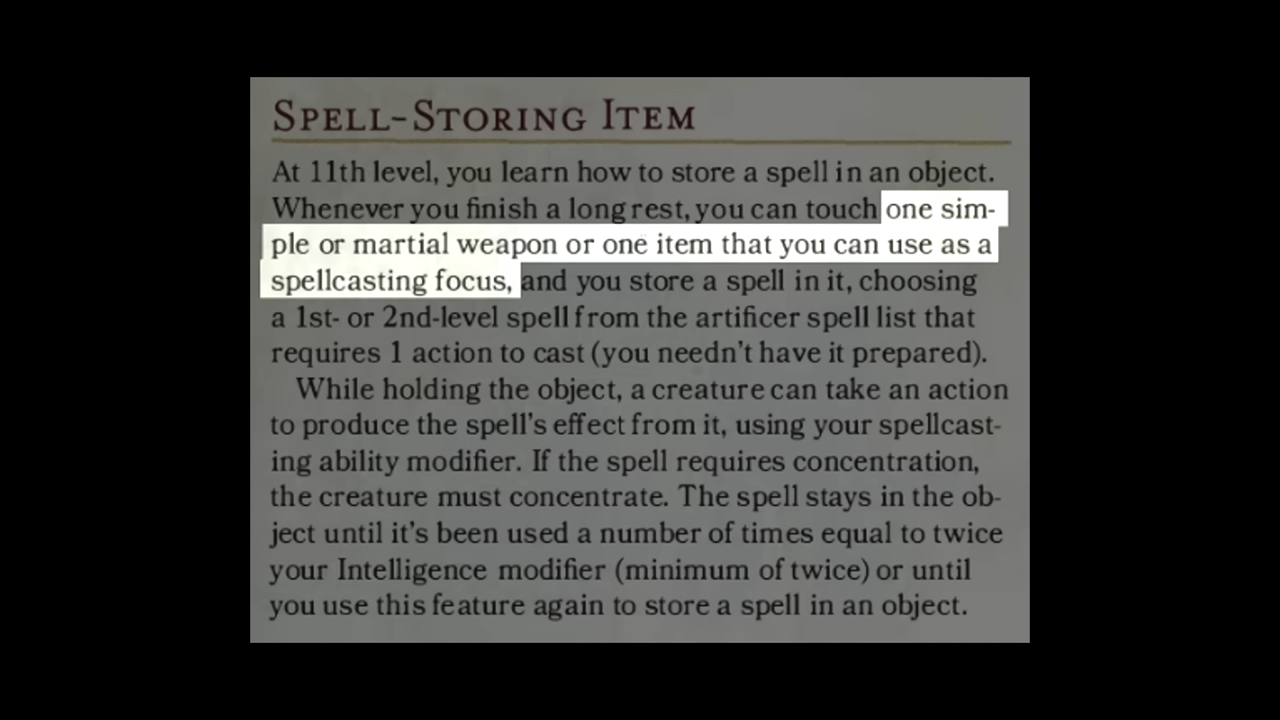 SPELL-STORING ITEM
At 11th level, you learn how to store a spell in an object.
Whenever you finish a long rest, you can touch one sim-
ple or martial weapon or one item that you can use as a
spellcasting focus, and you store a spell in it, choosing
a 1st- or 2nd-level spell from the artificer spell list that
requires 1 action to cast (you needn't have it prepared).
While holding the object, a creature can take an action
to produce the spell's effect from it, using your spellcast-
ing ability modifier. If the spell requires concentration,
the creature must concentrate. The spell stays in the ob-
ject until it's been used a number of times equal to twice
your Intelligence modifier (minimum of twice) or until
you use this feature again to store a spell in an object.